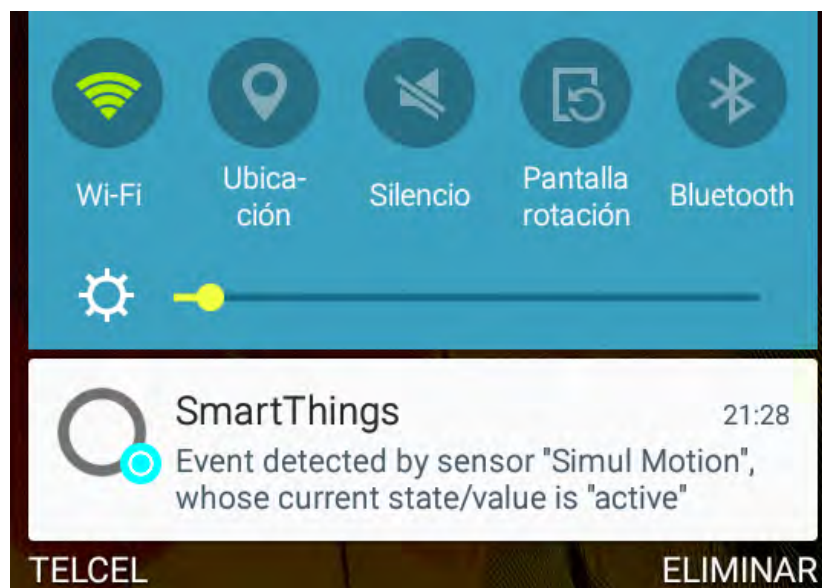 Wi-Fi
Ubica-
ción
Silencio
Pantalla
rotación
Bluetooth
SmartThings 21:28
Event detected by sensor "Simul Motion",
whose current state/value is "active"
TELCEL ELIMINAR